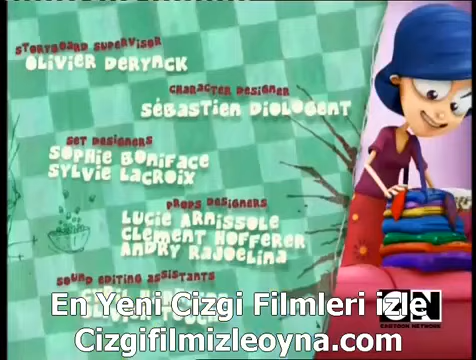 STORYBOARD SUPERVISOR
OLIVIER DERYNCK
CHARACTER DESIGNER
SÉBASTIEN DIOLOGENT
SET DESIGNERS
SOPHIE BONIFACE
SYLVIE LACROIX
PROPS DESIGNERS
LUCIE ARNISSOLE
CLEMENT HOFFERER
ANDRY RAJOELINA
SOUND EDITING ASSISTANTS
En Yeni Cizgi Filmleri izle
Cizgifilmizleoyna.com
CN
CARTOON NETWORK